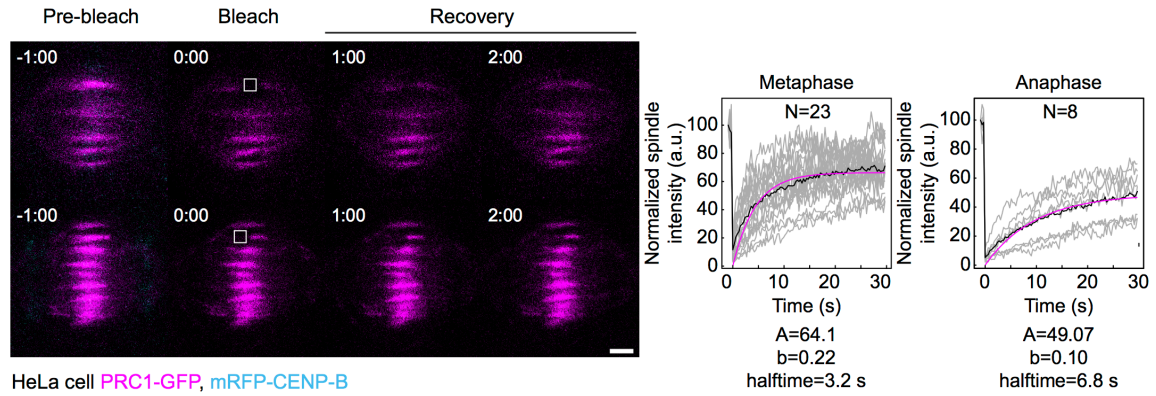 Pre-bleach Bleach Recovery
-1:00 0:00 1:00 2:00
-1:00 0:00 1:00 2:00
HeLa cell PRC1-GFP, mRFP-CENP-B
Metaphase
N=23
Normalized spindle
intensity (a.u.)
100
80
60
40
20
0
0 10 20 30
Time (s)
A=64.1
b=0.22
halftime=3.2 s
Anaphase
N=8
Normalized spindle
intensity (a.u.)
100
80
60
40
20
0
0 10 20 30
Time (s)
A=49.07
b=0.10
halftime=6.8 s